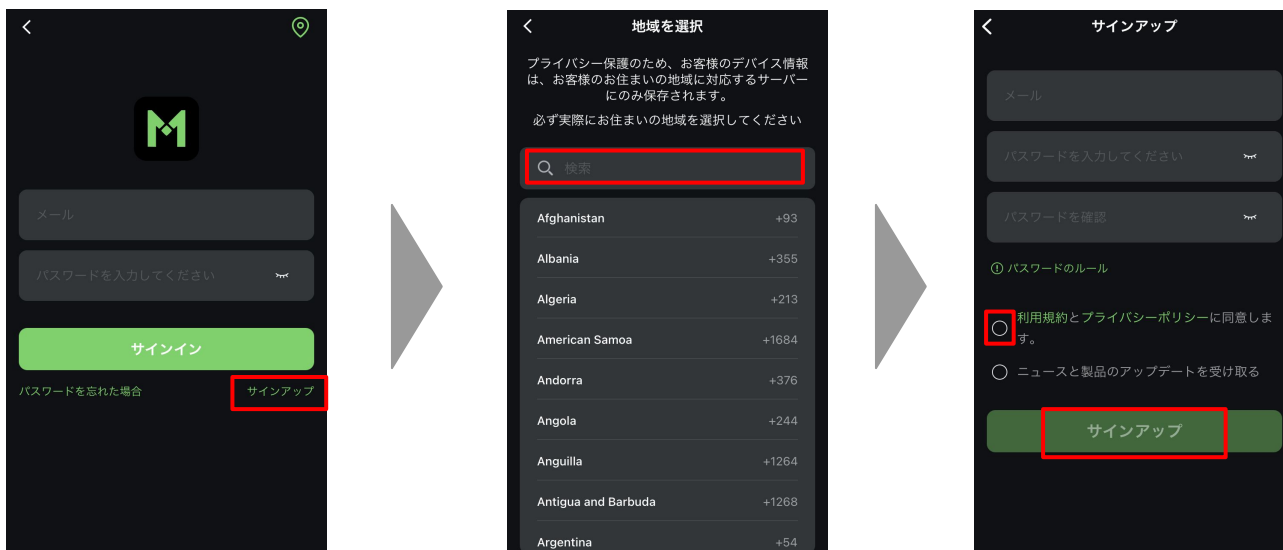 メール
パスワードを入力してください
サインイン
パスワードを忘れた場合
サインアップ
地域を選択
プライバシー保護のため、お客様のデバイス情報
は、お客様のお住まいの地域に対応するサーバー
にのみ保存されます。
必ず実際にお住まいの地域を選択してください
検索
Afghanistan +93
Albania +355
Algeria +213
American Samoa +1684
Andorra +376
Angola +244
Anguilla +1264
Antigua and Barbuda +1268
Argentina +54
サインアップ
メール
パスワードを入力してください
パスワードを確認
パスワードのルール
利用規約とプライバシーポリシーに同意しま
す。
ニュースと製品のアップデートを受け取る
サインアップ